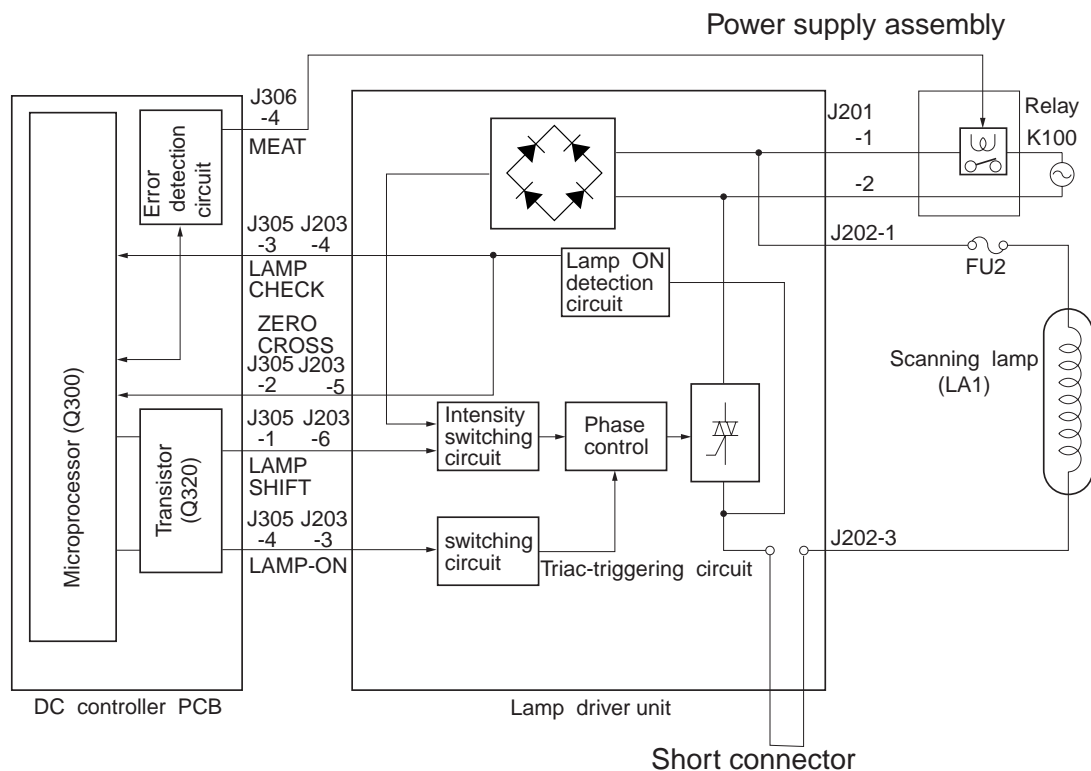 Power supply assembly
J306
-4
MEAT
J201
-1
-2
Relay
K100
Error
detection
circuit
J305 J203
-3 -4
LAMP
CHECK
Lamp ON
detection
circuit
J202-1
FU2
ZERO
CROSS
J305 J203
-2 -5
Scanning lamp
(LA1)
Microprocessor (Q300)
Transistor
(Q320)
J305 J203
-1 -6
LAMP
SHIFT
Intensity
switching
circuit
Phase
control
J305 J203
-4 -3
LAMP-ON
switching
circuit
Triac-triggering circuit
J202-3
DC controller PCB
Lamp driver unit
Short connector